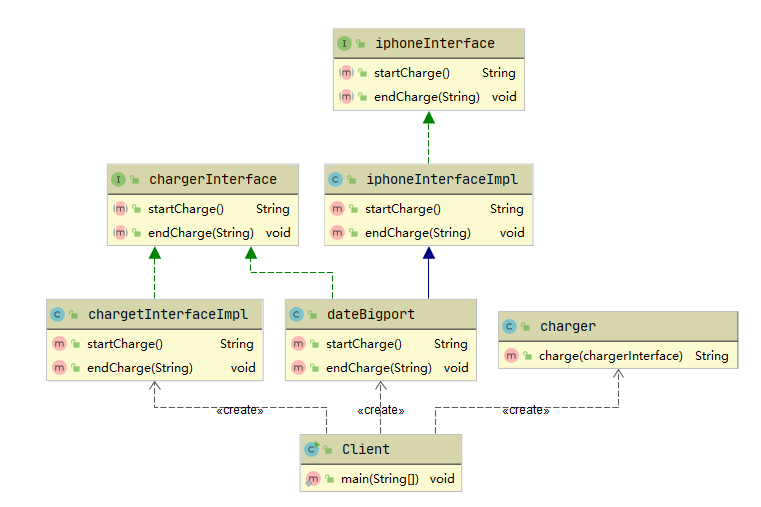 iphoneInterface
startCharge() String
endCharge(String) void
chargerInterface
startCharge() String
endCharge(String) void
iphoneInterfaceImpl
startCharge() String
endCharge(String) void
chargetInterfaceImpl
startCharge() String
endCharge(String) void
dateBigport
startCharge() String
endCharge(String) void
charger
charge(chargerInterface) String
«create»
«create»
«create»
Client
main(String[]) void